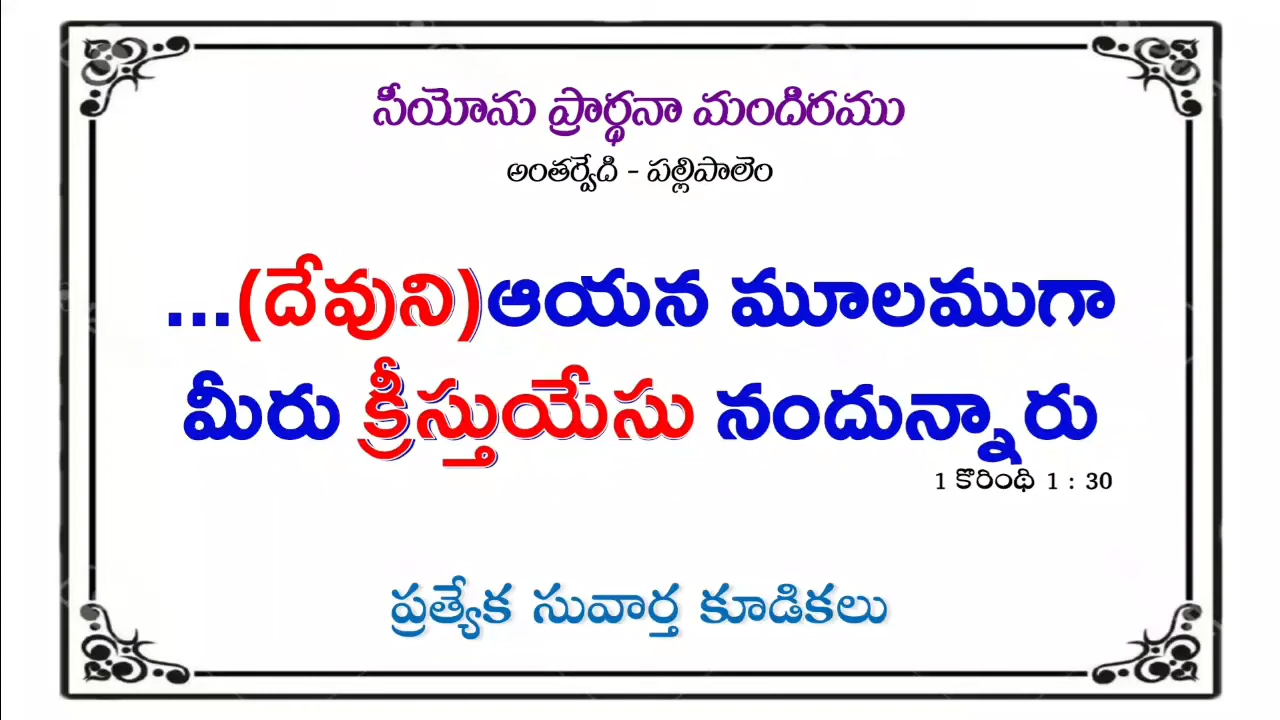 సీయోను ప్రార్థనా మందిరము
అంతర్వేది - పల్లిపాలెం
...(దేవుని)ఆయన మూలముగా
మీరు క్రీస్తుయేసు నందున్నారు
1 కొరింథి 1 : 30
ప్రత్యేక సువార్త కూడికలు